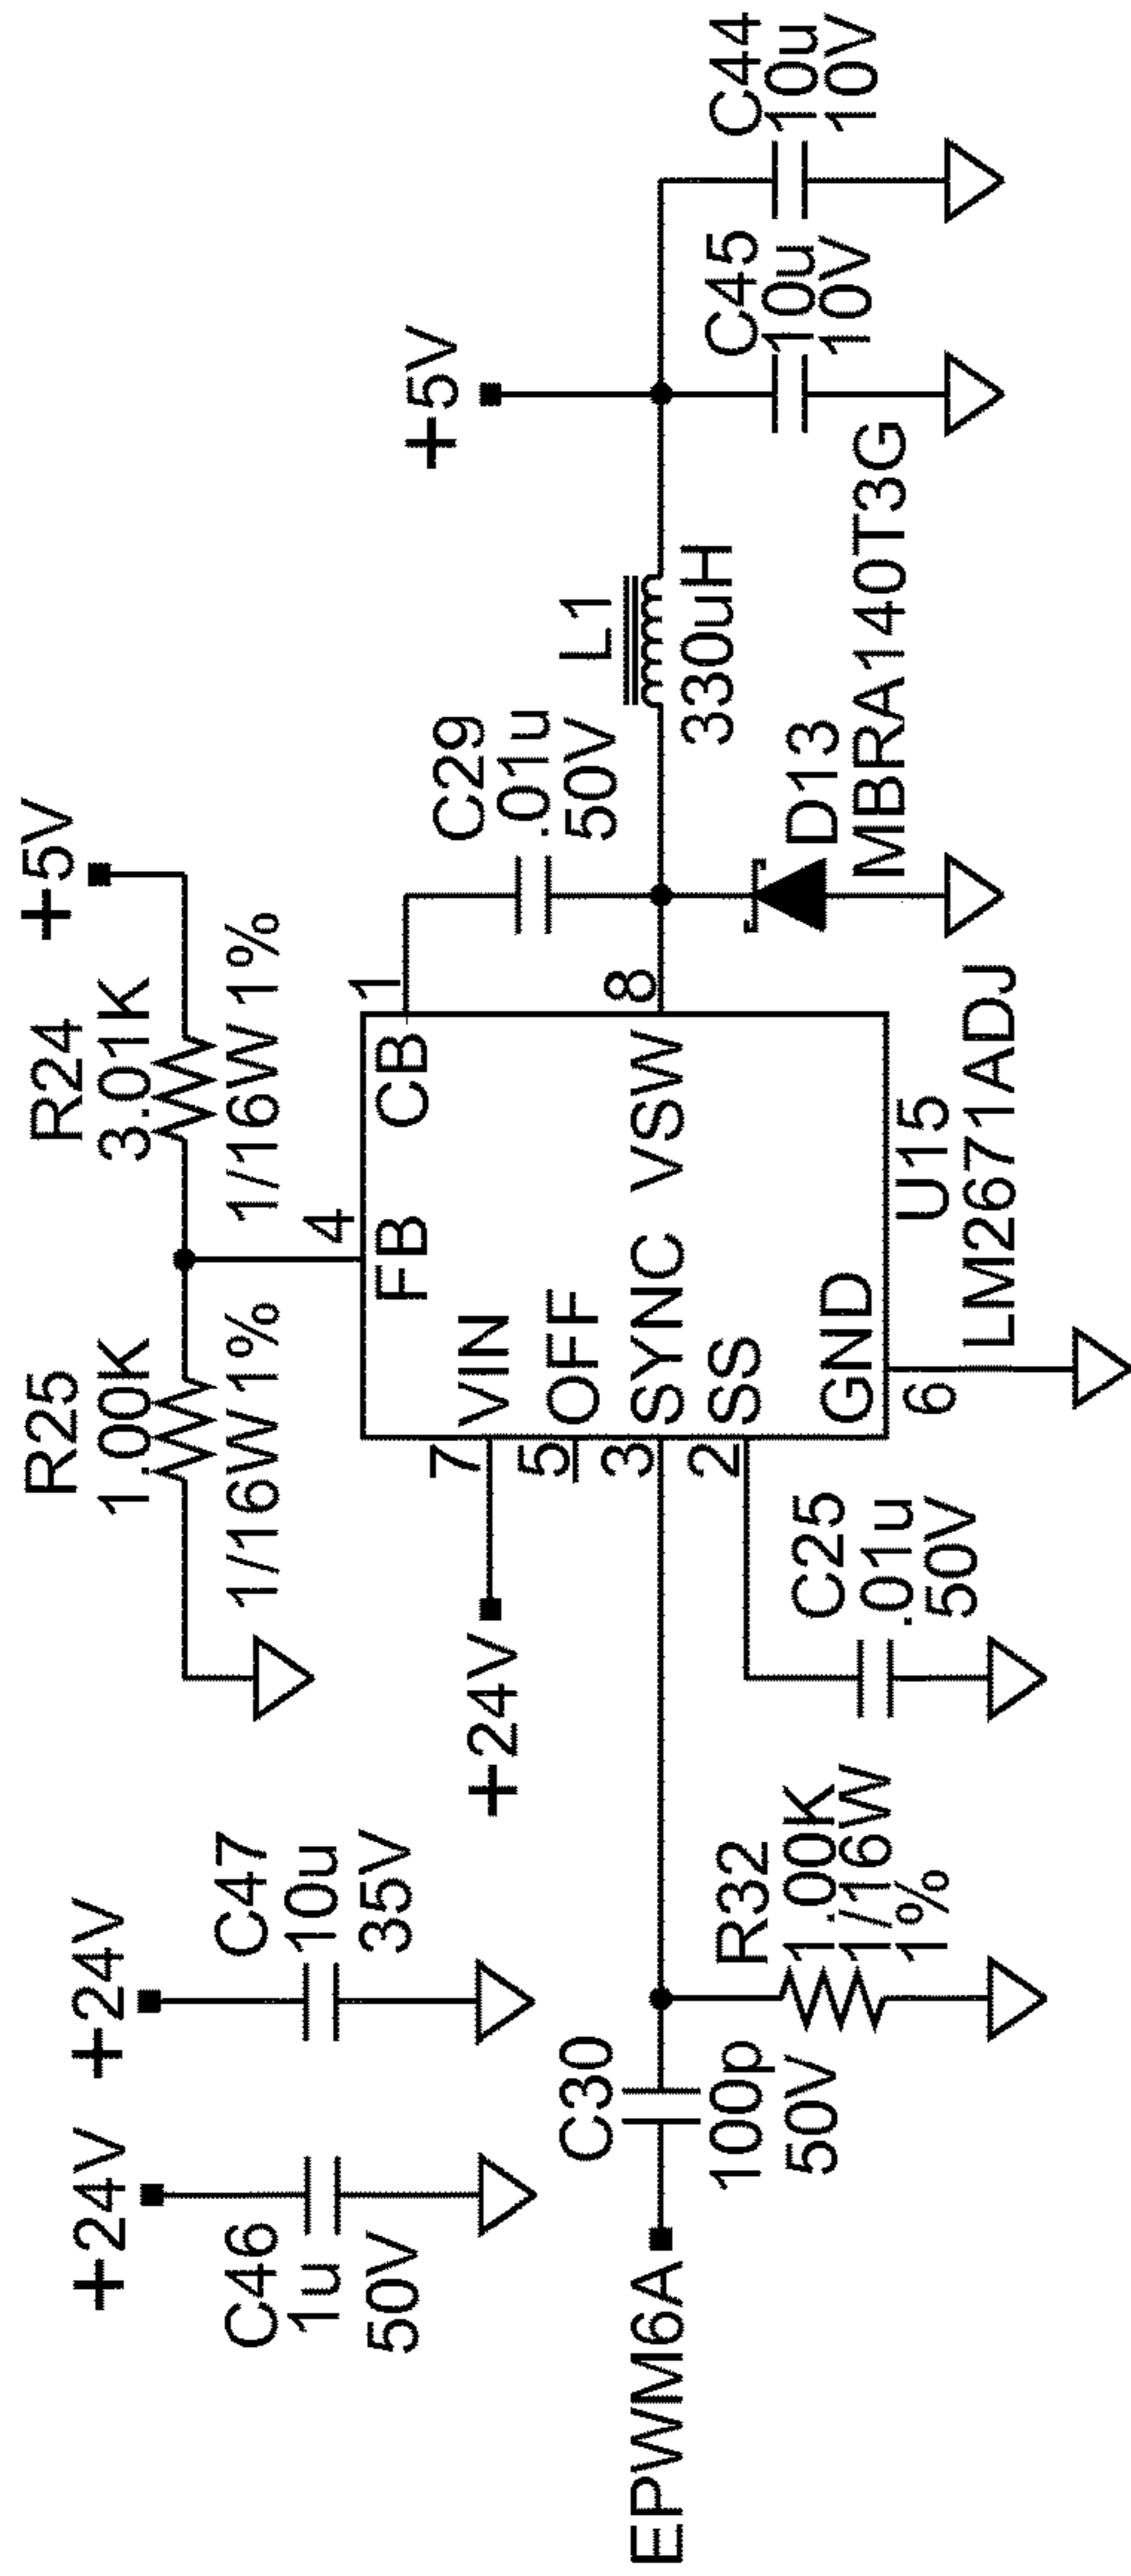 +24V
C46
1u
50V
+24V
C47
10u
35V
R25
1.00K
1/16W 1%
R24
3.01K
1/16W 1%
+5V
+24V
7
VIN
5
OFF
3
SYNC
2
SS
4
FB
1
CB
8
VSW
GND
6
U15
LM2671ADJ
EPWM6A
C30
100p
50V
R32
1.00K
1/16W
1%
C25
.01u
50V
C29
.01u
50V
L1
330uH
D13
MBRA140T3G
+5V
C45
10u
10V
C44
10u
10V